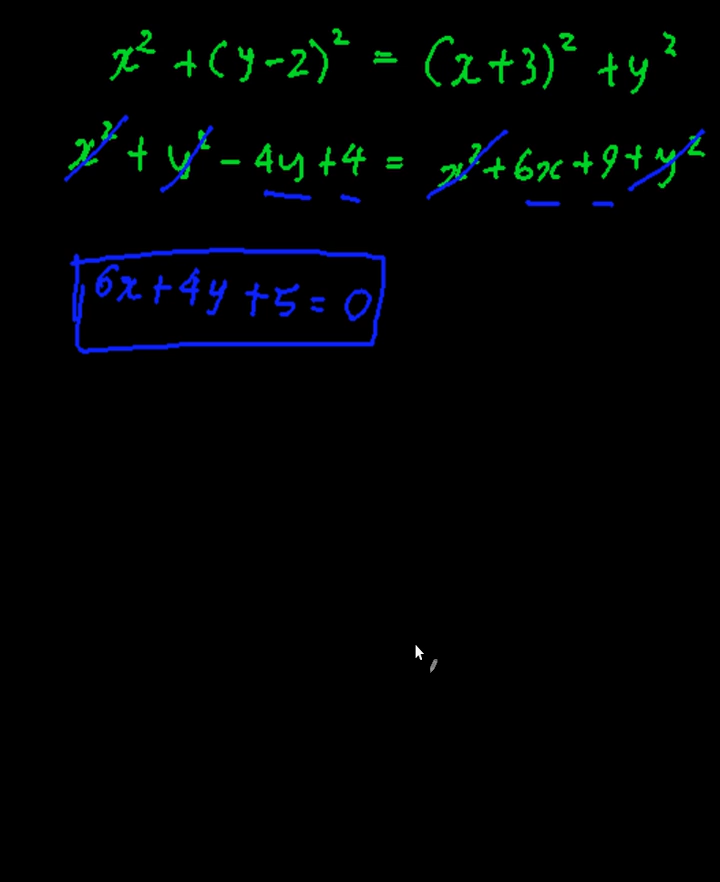 x² + (y-2)² = (x+3)² + y²
x² + y² - 4y + 4 = x² + 6x + 9 + y²
6x + 4y + 5 = 0